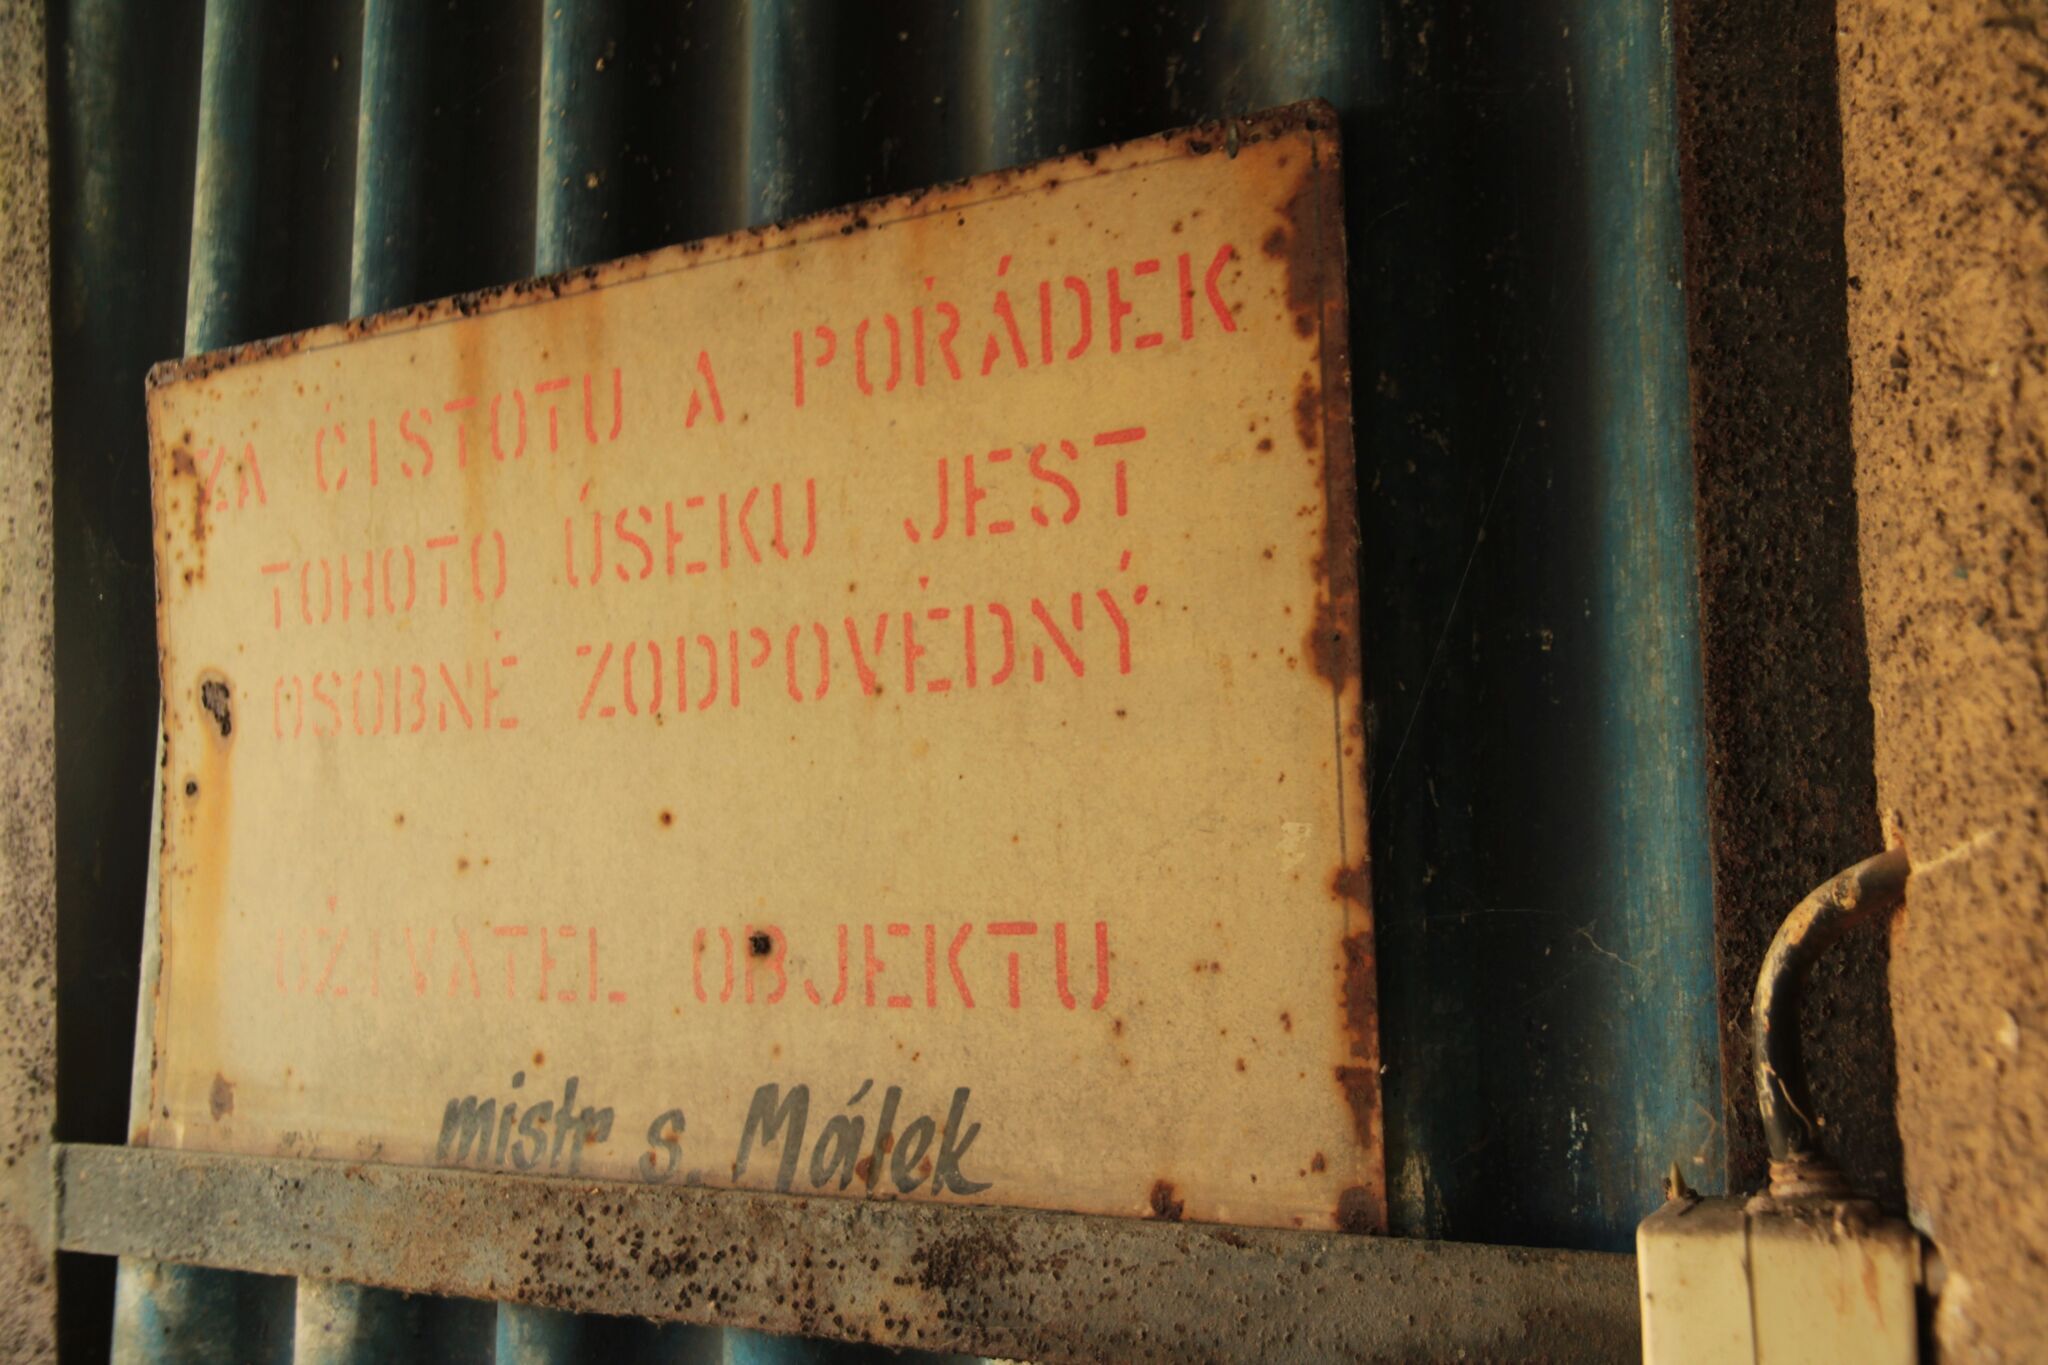 ZA ČISTOTU A POŘÁDEK
TOHOTO ÚSEKU JEST
OSOBNĚ ZODPOVĚDNÝ
UŽIVATEL OBJEKTU
mistr s. Málek